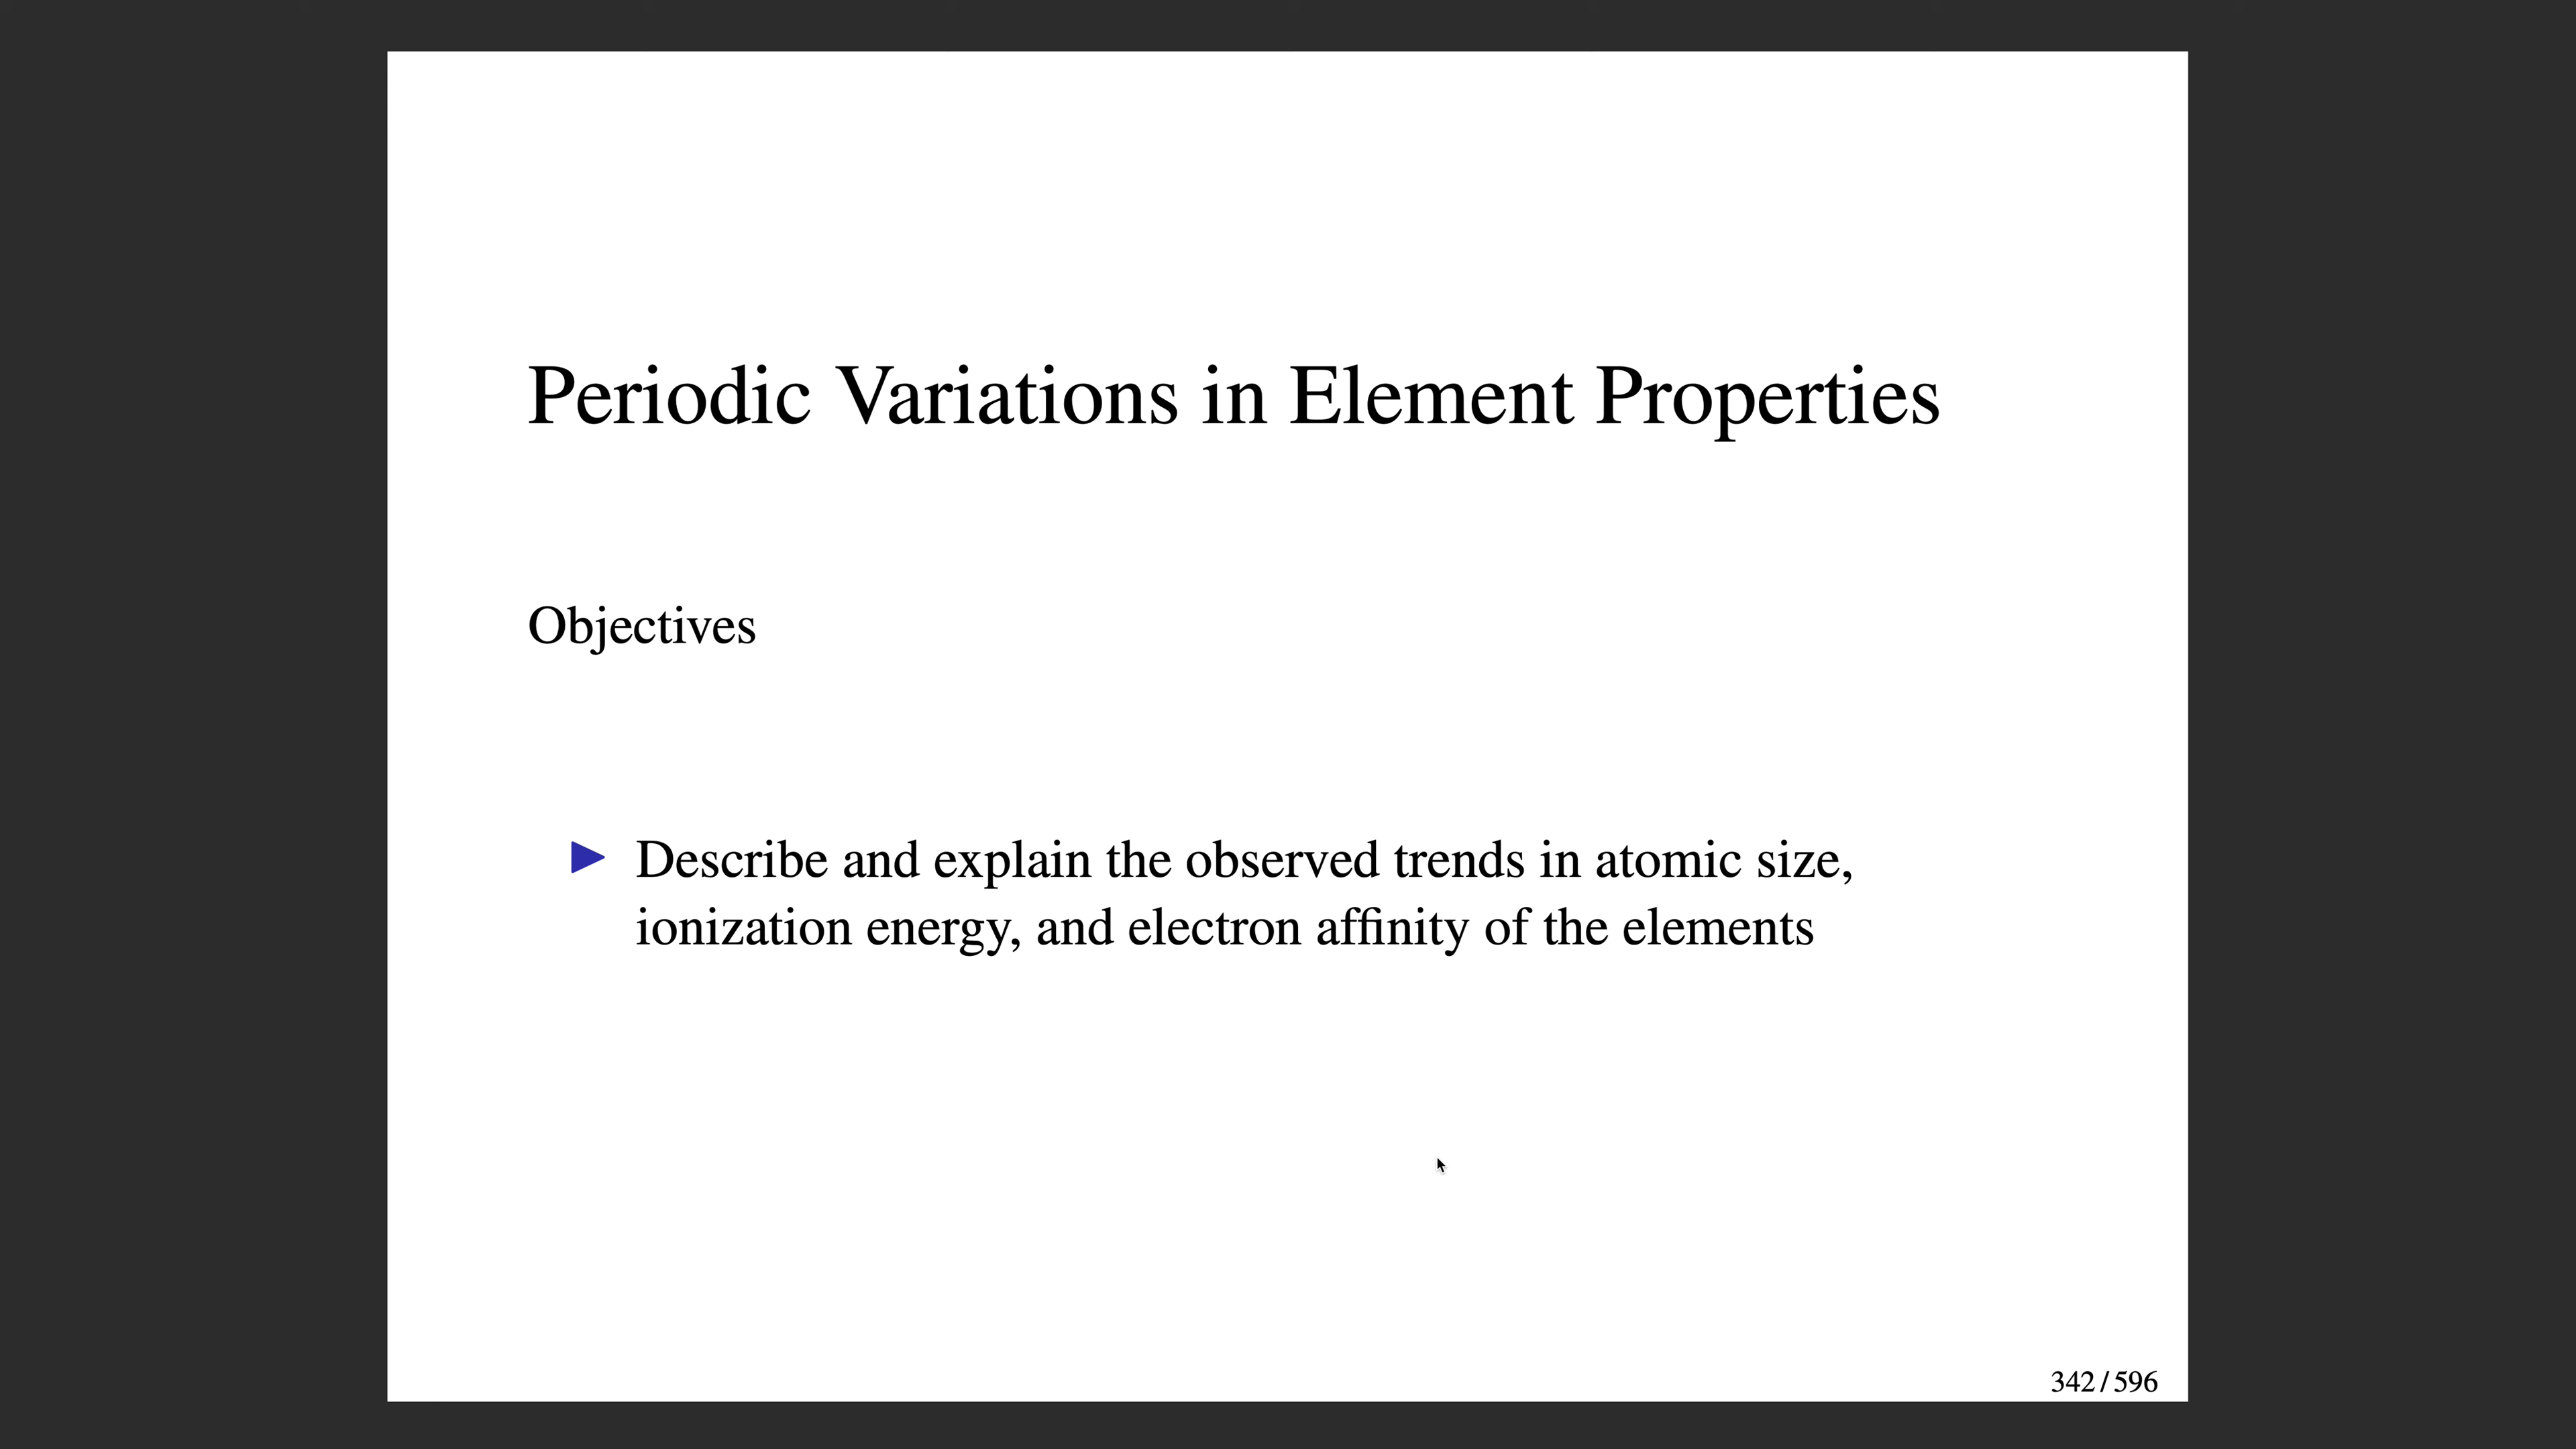 Periodic Variations in Element Properties
Objectives
Describe and explain the observed trends in atomic size,
ionization energy, and electron affinity of the elements
342 / 596